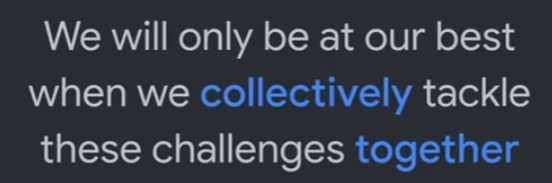 We will only be at our best
when we collectively tackle
these challenges together